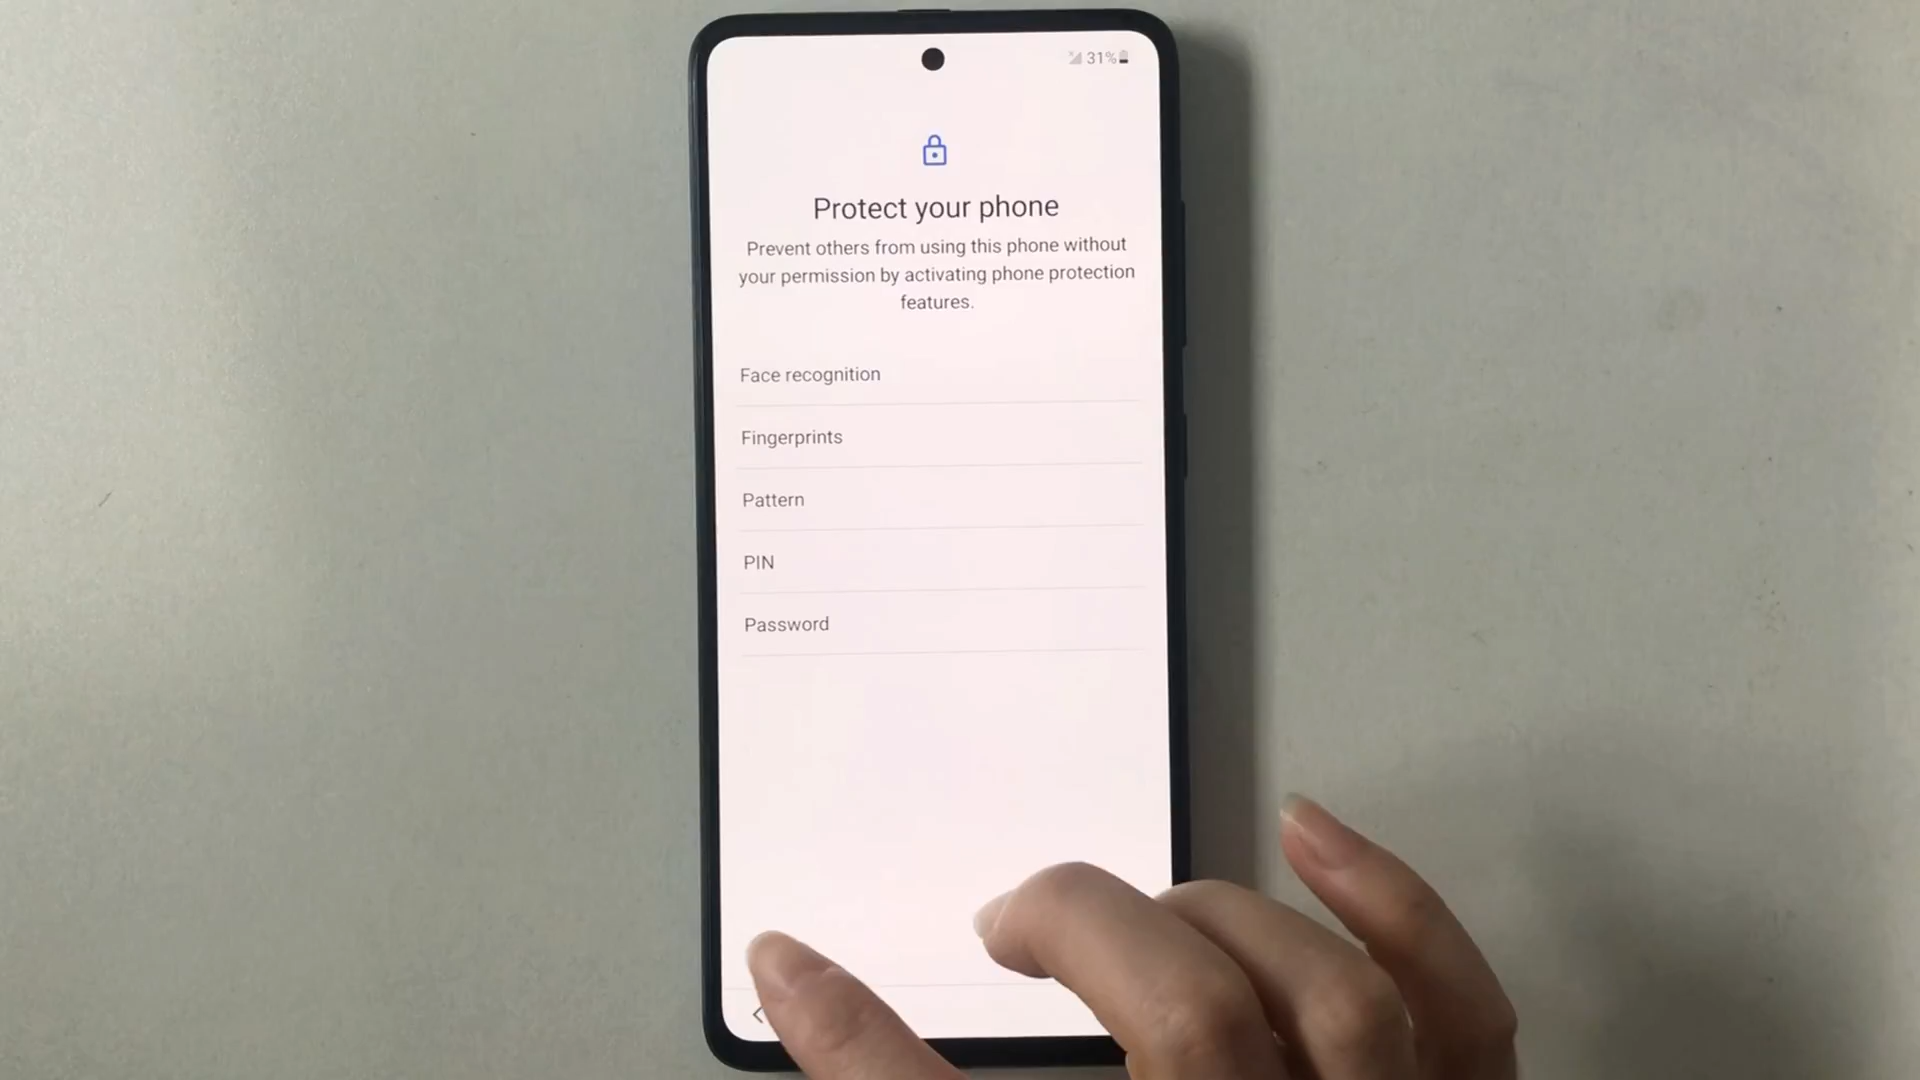 31%
Protect your phone
Prevent others from using this phone without
your permission by activating phone protection
features.
Face recognition
Fingerprints
Pattern
PIN
Password